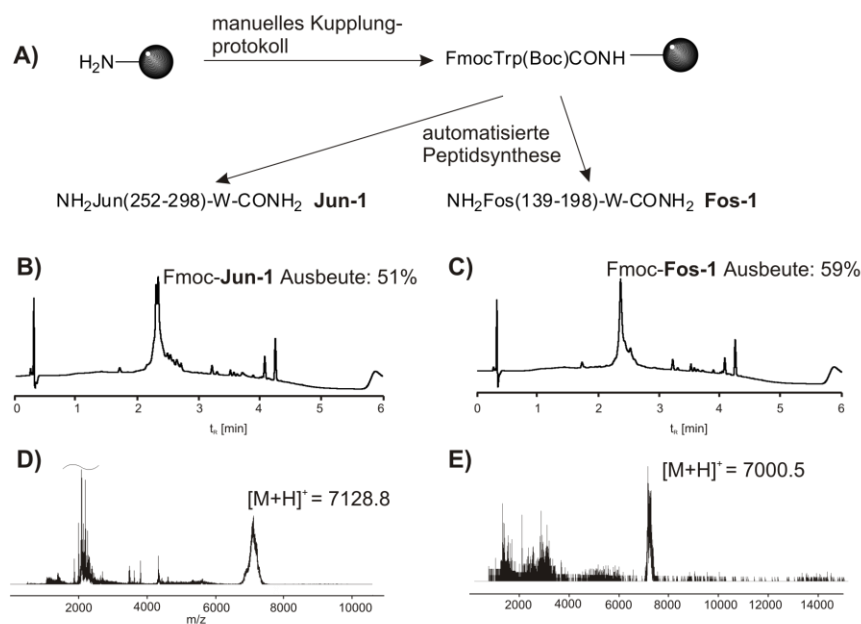 A)
H₂N
manuelles Kupplung-
protokoll
FmocTrp(Boc)CONH
automatisierte
Peptidsynthese
NH₂Jun(252-298)-W-CONH₂ Jun-1
NH₂Fos(139-198)-W-CONH₂ Fos-1
B)
Fmoc-Jun-1 Ausbeute: 51%
0 1 2 3 4 5 6
tR [min]
C)
Fmoc-Fos-1 Ausbeute: 59%
0 1 2 3 4 5 6
tR [min]
D)
[M+H]⁺ = 7128.8
2000 4000 6000 8000 10000
m/z
E)
[M+H]⁺ = 7000.5
2000 4000 6000 8000 10000 12000 14000